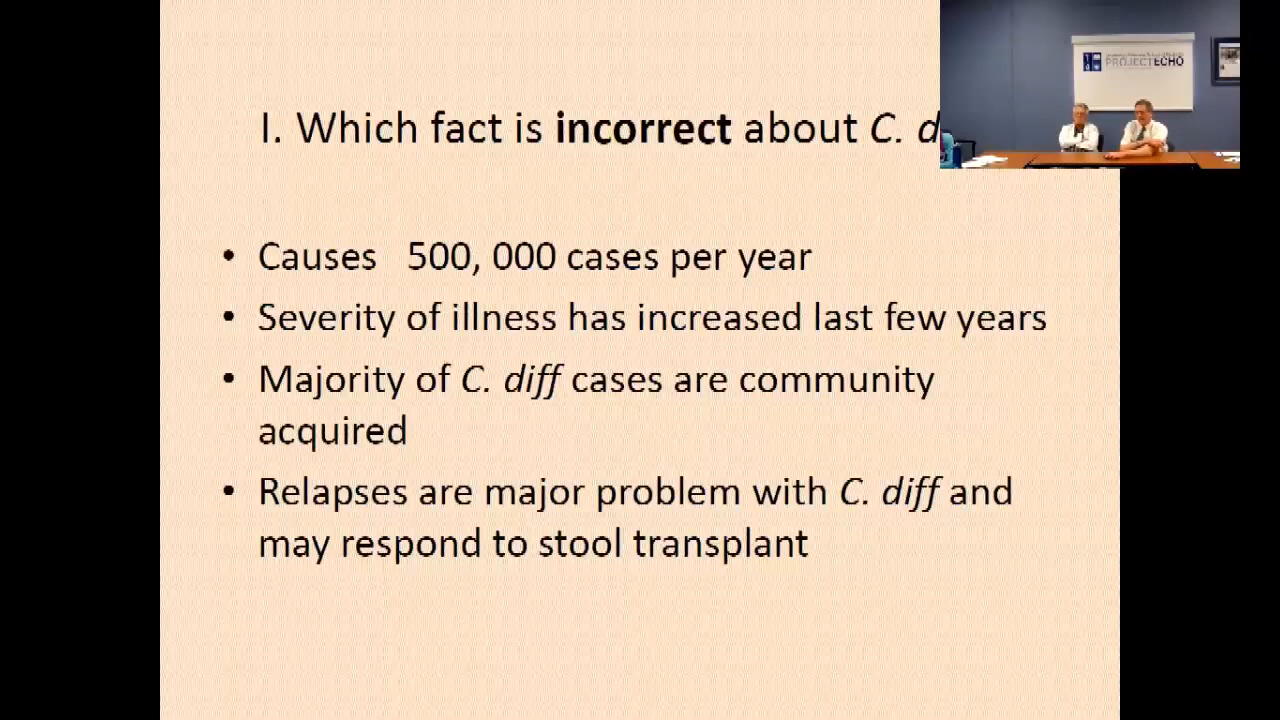 I. Which fact is incorrect about C. d
PROJECTECHO
• Causes 500, 000 cases per year
• Severity of illness has increased last few years
• Majority of C. diff cases are community
acquired
• Relapses are major problem with C. diff and
may respond to stool transplant